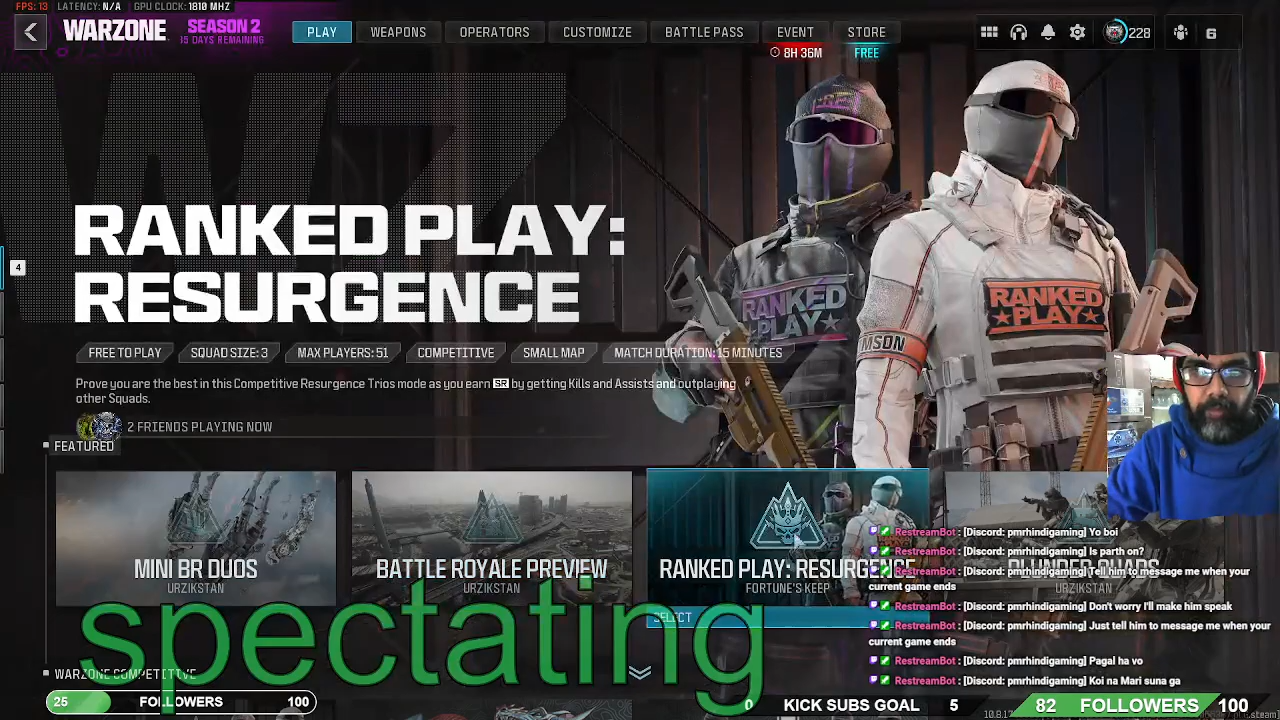 FPS: 13 LATENCY: N/A GPU CLOCK: 1810 MHZ
WARZONE
SEASON 2
15 DAYS REMAINING
PLAY
WEAPONS
OPERATORS
CUSTOMIZE
BATTLE PASS
EVENT
8H 36M
STORE
FREE
228
6
4
RANKED PLAY:
RESURGENCE
FREE TO PLAY
SQUAD SIZE: 3
MAX PLAYERS: 51
COMPETITIVE
SMALL MAP
MATCH DURATION: 15 MINUTES
Prove you are the best in this Competitive Resurgence Trios mode as you earn SR by getting Kills and Assists and outplaying
other Squads.
2 FRIENDS PLAYING NOW
FEATURED
RANKED PLAY
RANKED PLAY
MINI BR DUOS
URZIKSTAN
BATTLE ROYALE PREVIEW
URZIKSTAN
RANKED PLAY: RESURGENCE
FORTUNE'S KEEP
SELECT
URZIKSTAN
RestreamBot : [Discord: pmrhindigaming] Yo boi
RestreamBot : [Discord: pmrhindigaming] Is parth on?
RestreamBot : [Discord: pmrhindigaming] Tell him to message me when your
current game ends
RestreamBot : [Discord: pmrhindigaming] Don't worry I'll make him speak
RestreamBot : [Discord: pmrhindigaming] Just tell him to message me when your
current game ends
RestreamBot : [Discord: pmrhindigaming] Pagal ha vo
RestreamBot : [Discord: pmrhindigaming] Koi na Mari suna ga
spectating
WARZONE COMPETITIVE
25 FOLLOWERS 100
0 KICK SUBS GOAL 5
82 FOLLOWERS 100